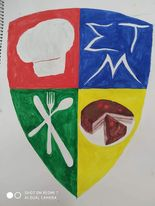 ΣT
M
SHOT ON REDMI 7
AI DUAL CAMERA